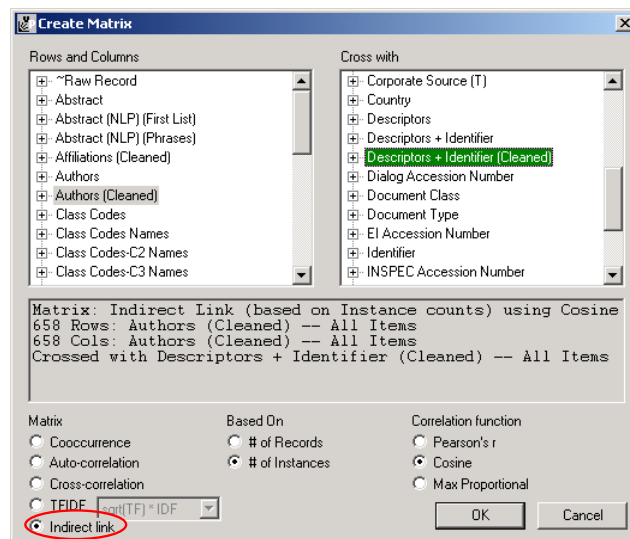 Create Matrix
Rows and Columns
~Raw Record
Abstract
Abstract (NLP) (First List)
Abstract (NLP) (Phrases)
Affiliations (Cleaned)
Authors
Authors (Cleaned)
Class Codes
Class Codes Names
Class Codes-C2 Names
Class Codes-C3 Names
Cross with
Corporate Source (T)
Country
Descriptors
Descriptors + Identifier
Descriptors + Identifier (Cleaned)
Dialog Accession Number
Document Class
Document Type
EI Accession Number
Identifier
INSPEC Accession Number
Matrix: Indirect Link (based on Instance counts) using Cosine
658 Rows: Authors (Cleaned) -- All Items
658 Cols: Authors (Cleaned) -- All Items
Crossed with Descriptors + Identifier (Cleaned) -- All Items
Matrix
Cooccurrence
Auto-correlation
Cross-correlation
TFIDF sqrt(TF) * IDF
Indirect link
Based On
# of Records
# of Instances
Correlation function
Pearson's r
Cosine
Max Proportional
OK
Cancel